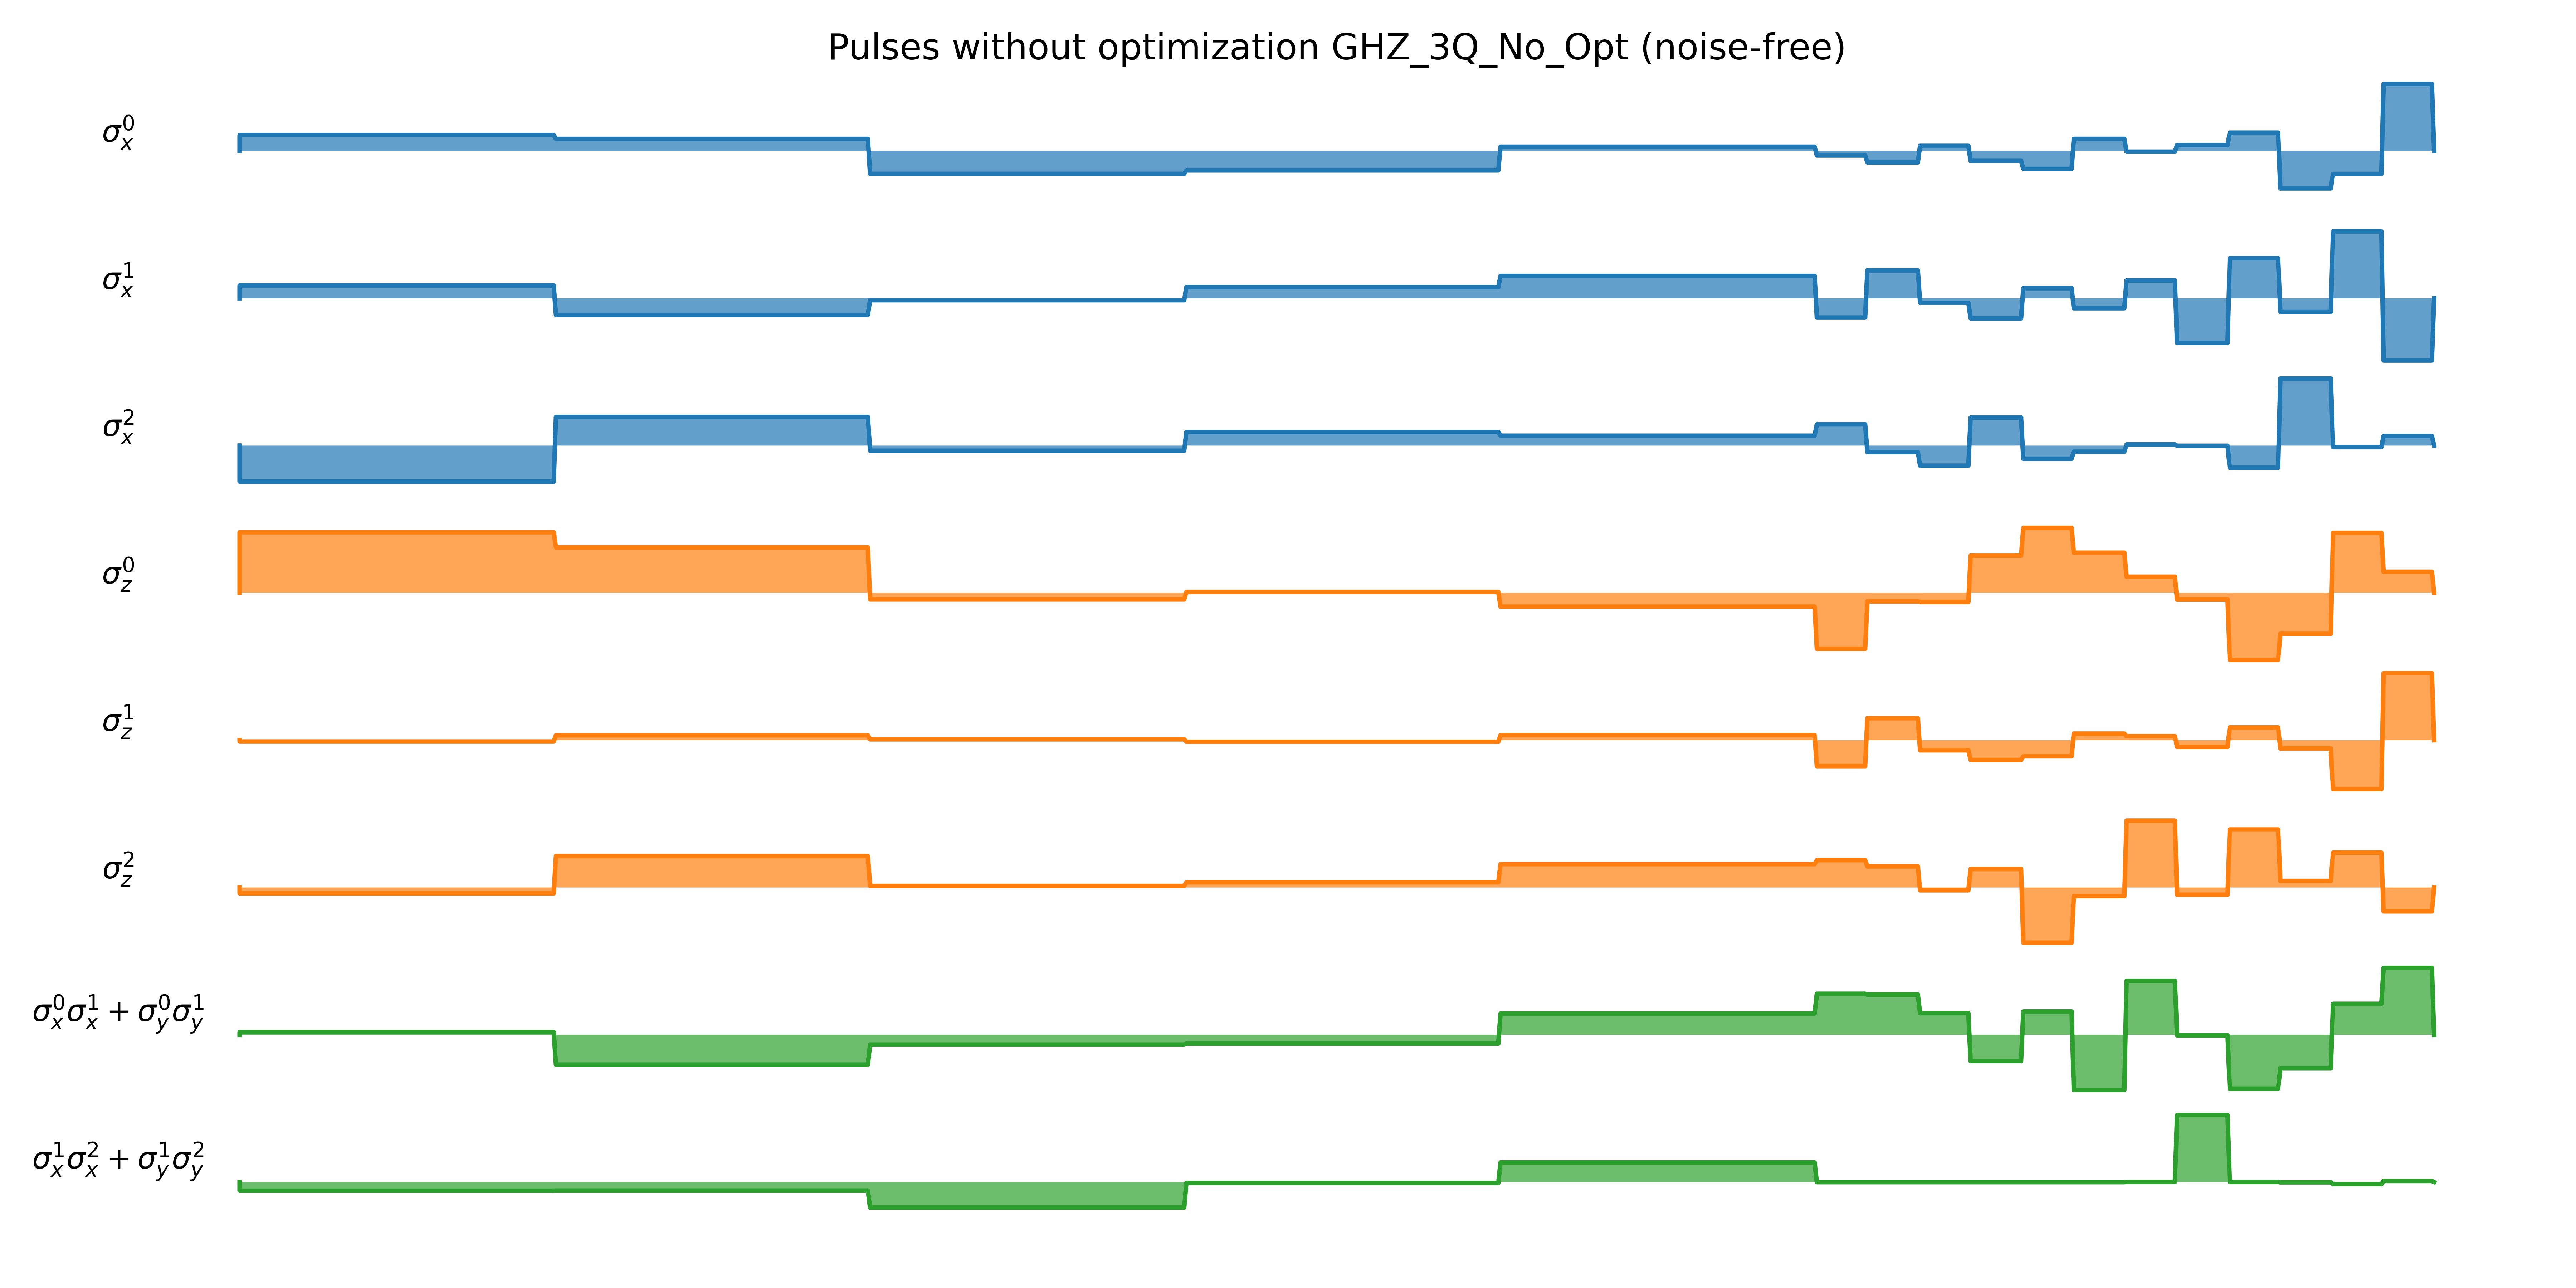 Pulses without optimization GHZ_3Q_No_Opt (noise-free)
σ_x^0
σ_x^1
σ_x^2
σ_z^0
σ_z^1
σ_z^2
σ_x^0σ_x^1 + σ_y^0σ_y^1
σ_x^1σ_x^2 + σ_y^1σ_y^2